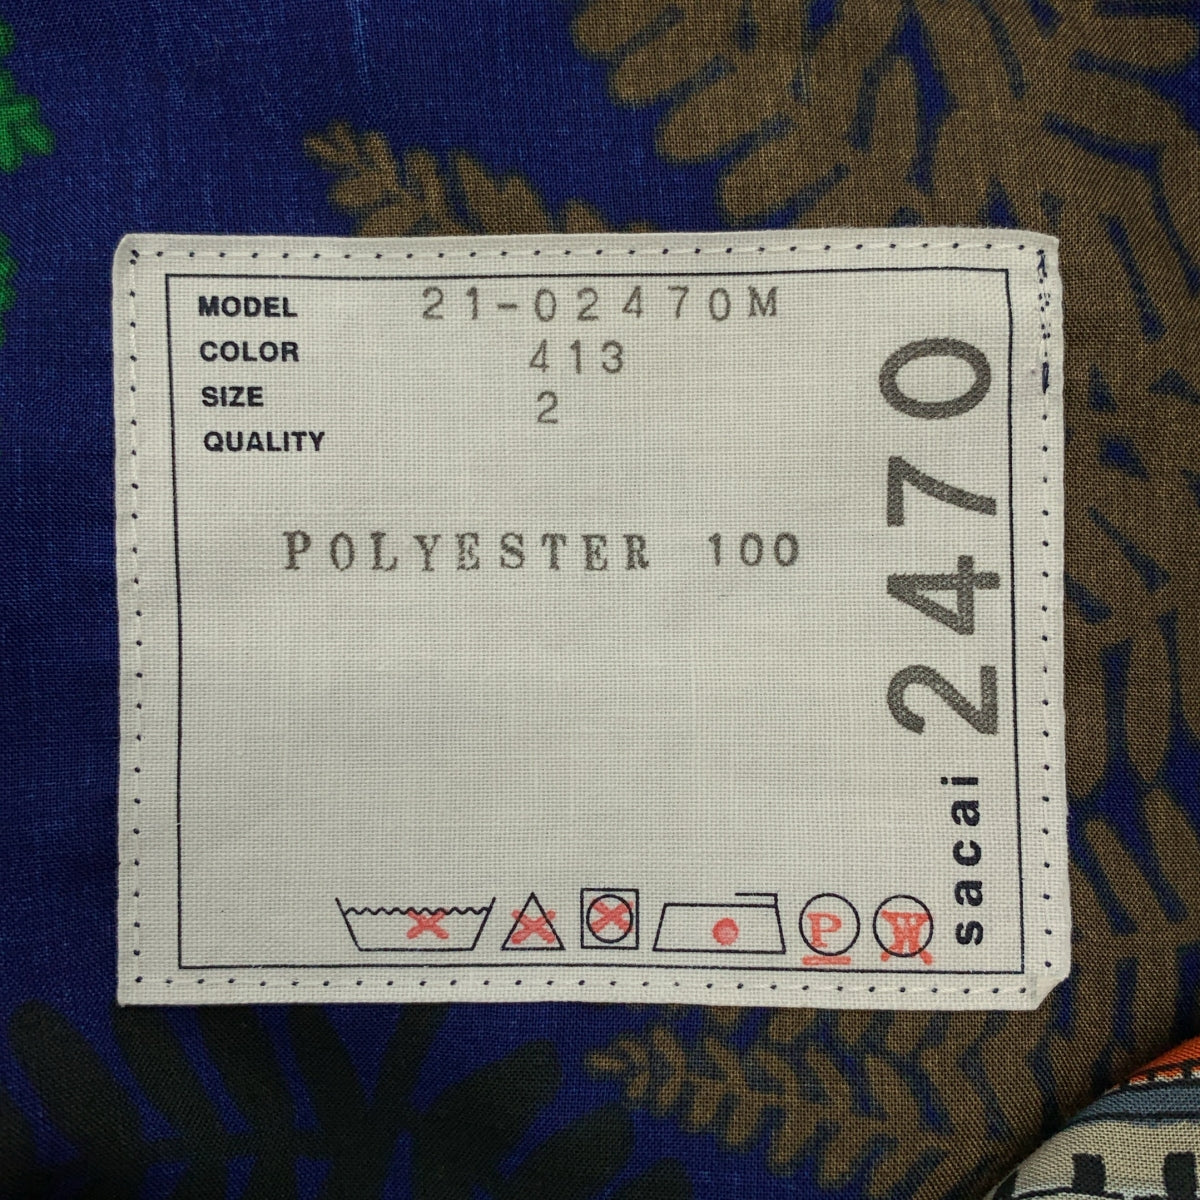 MODEL 21-02470M
COLOR 413
SIZE 2
QUALITY
POLYESTER 100
P W
sacai 2470